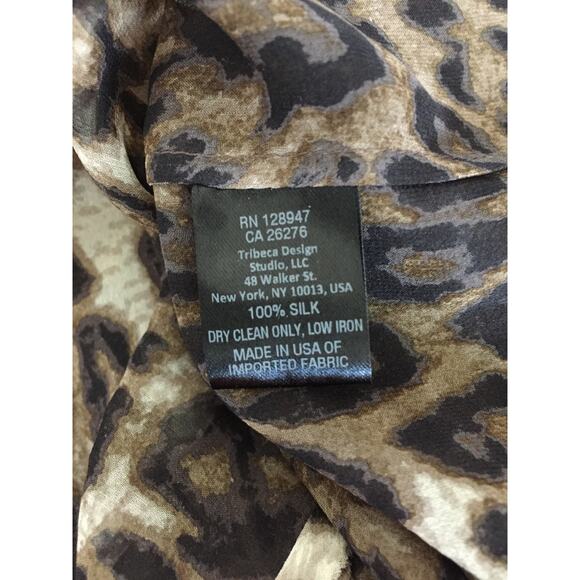 RN 128947
CA 26276
Tribeca Design
Studio, LLC
48 Walker St.
New York, NY 10013, USA
100% SILK
DRY CLEAN ONLY, LOW IRON
MADE IN USA OF
IMPORTED FABRIC